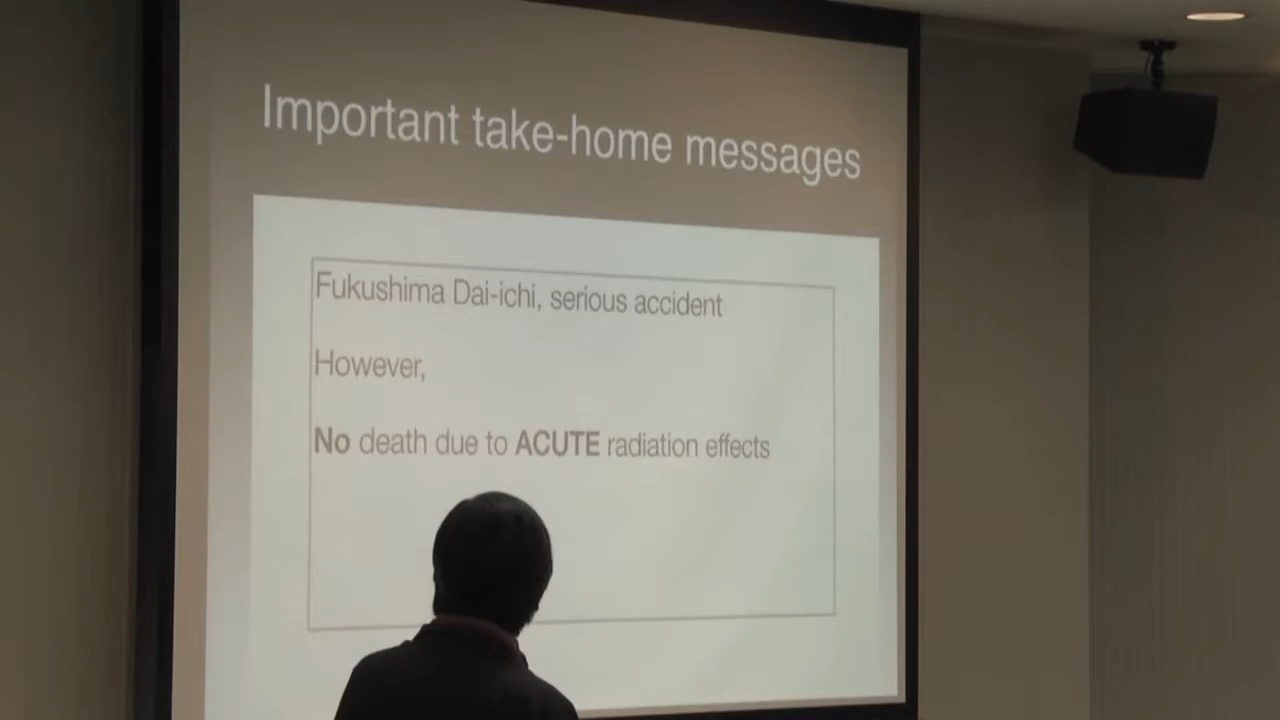 Important take-home messages
Fukushima Dai-ichi, serious accident
However,
No death due to ACUTE radiation effects